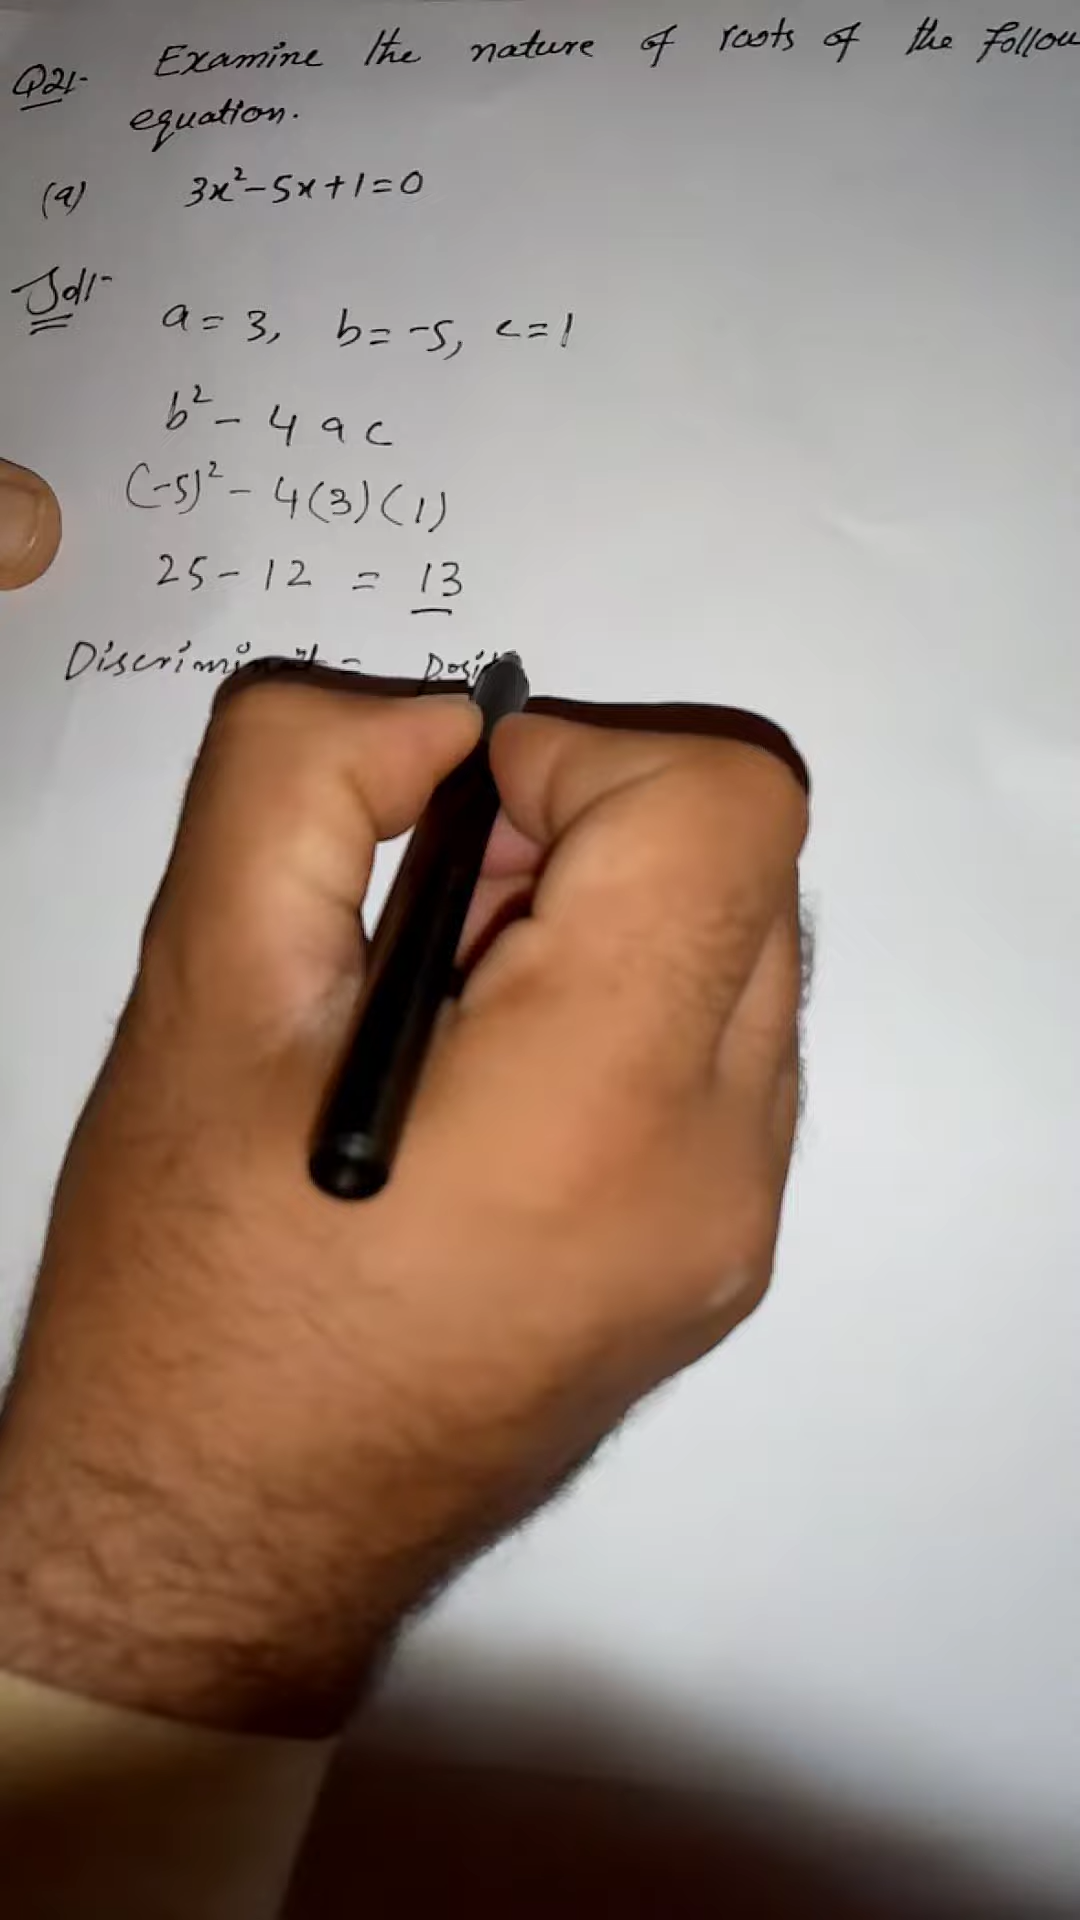 Q21- Examine the nature of roots of the follow
equation.
(a) 3x²-5x+1=0
Sol:-
a=3, b=-5, c=1
b²-4ac
(-5)²-4(3)(1)
25-12 = 13
=